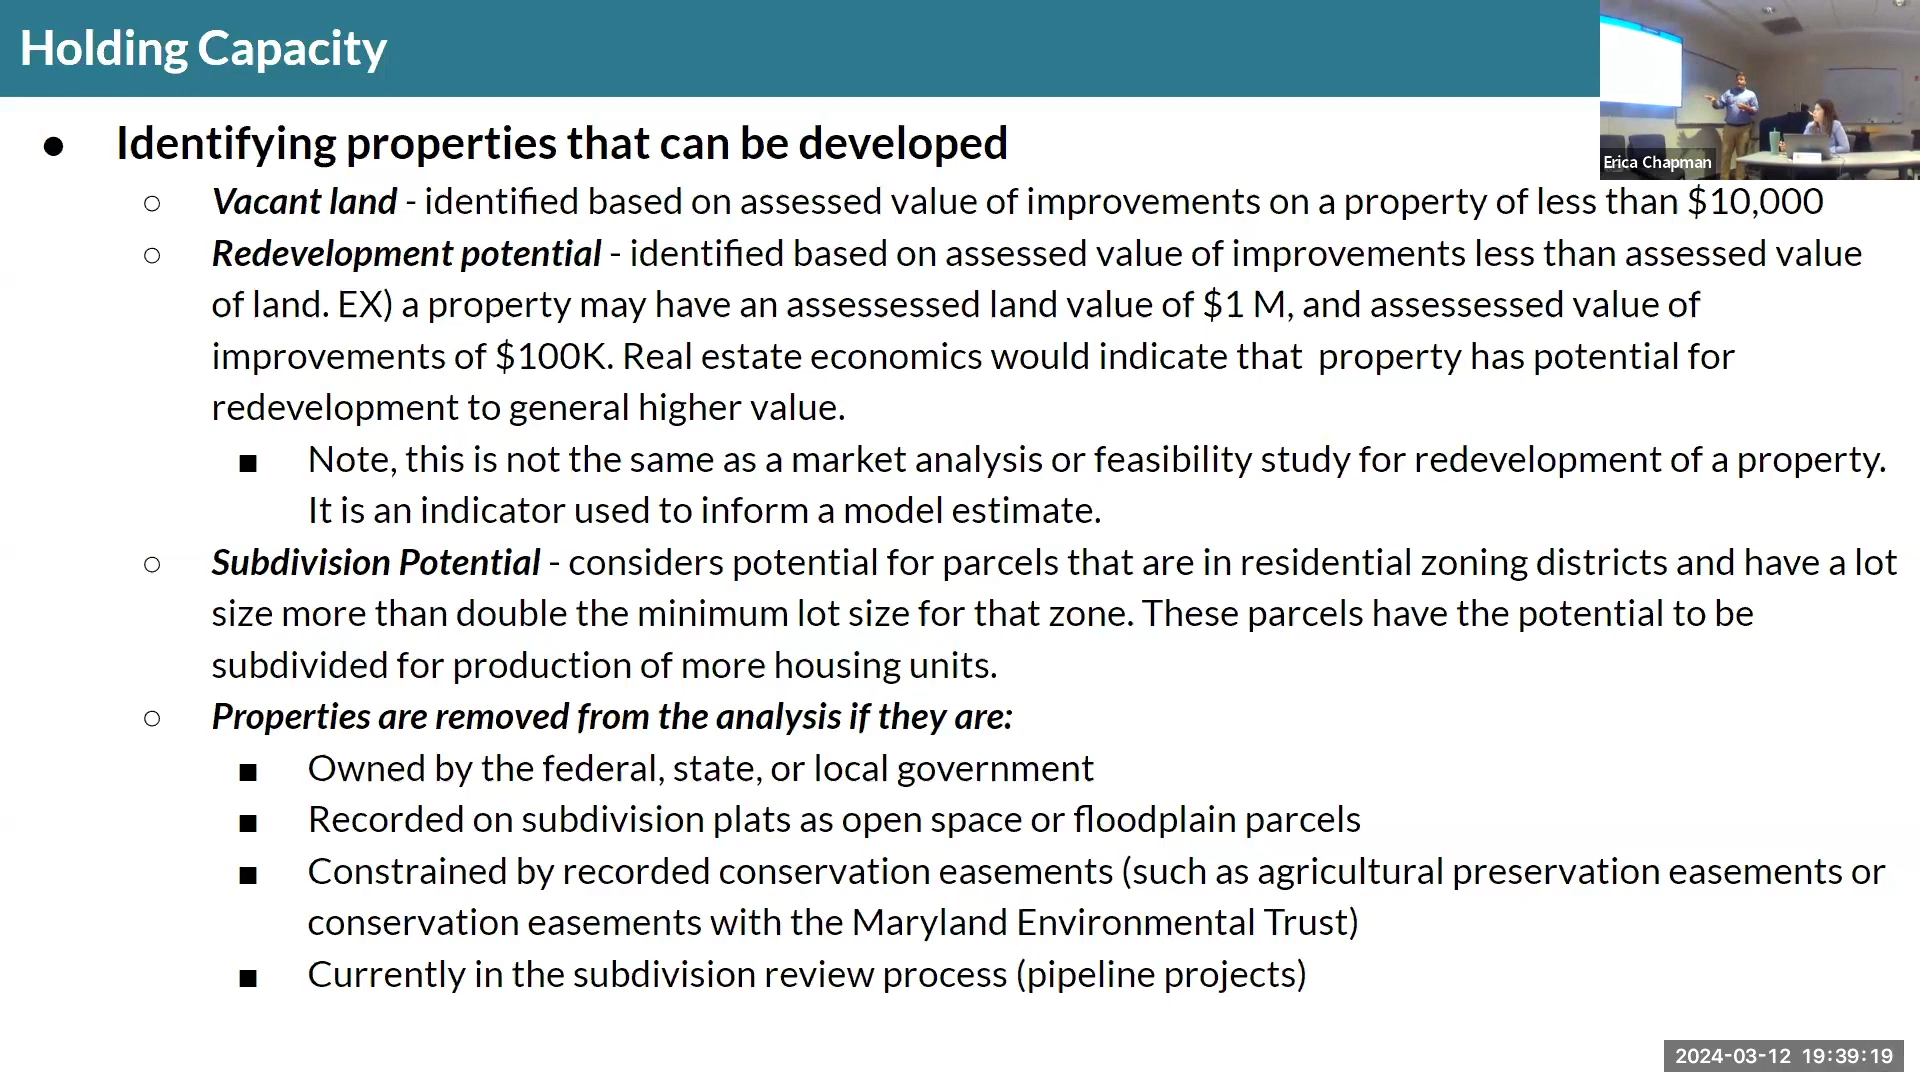 Holding Capacity
Erica Chapman
● Identifying properties that can be developed
○ Vacant land - identified based on assessed value of improvements on a property of less than $10,000
○ Redevelopment potential - identified based on assessed value of improvements less than assessed value
of land. EX) a property may have an assessessed land value of $1 M, and assessessed value of
improvements of $100K. Real estate economics would indicate that  property has potential for
redevelopment to general higher value.
■ Note, this is not the same as a market analysis or feasibility study for redevelopment of a property.
It is an indicator used to inform a model estimate.
○ Subdivision Potential - considers potential for parcels that are in residential zoning districts and have a lot
size more than double the minimum lot size for that zone. These parcels have the potential to be
subdivided for production of more housing units.
○ Properties are removed from the analysis if they are:
■ Owned by the federal, state, or local government
■ Recorded on subdivision plats as open space or floodplain parcels
■ Constrained by recorded conservation easements (such as agricultural preservation easements or
conservation easements with the Maryland Environmental Trust)
■ Currently in the subdivision review process (pipeline projects)
2024-03-12 19:39:19